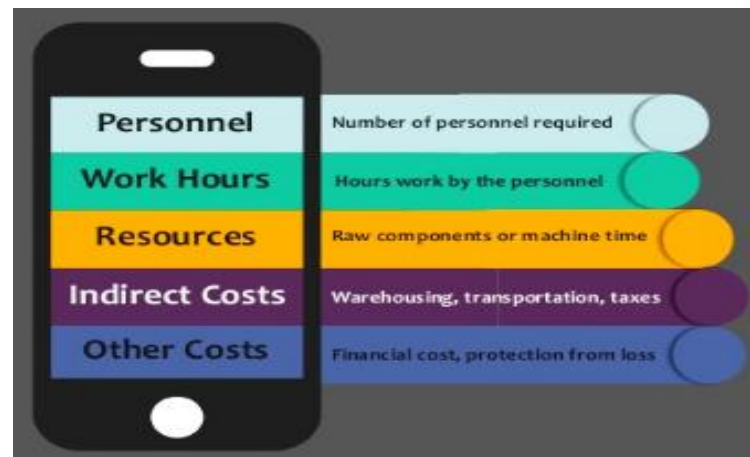 Personnel
Number of personnel required
Work Hours
Hours work by the personnel
Resources
Raw components or machine time
Indirect Costs
Warehousing, transportation, taxes
Other Costs
Financial cost, protection from loss